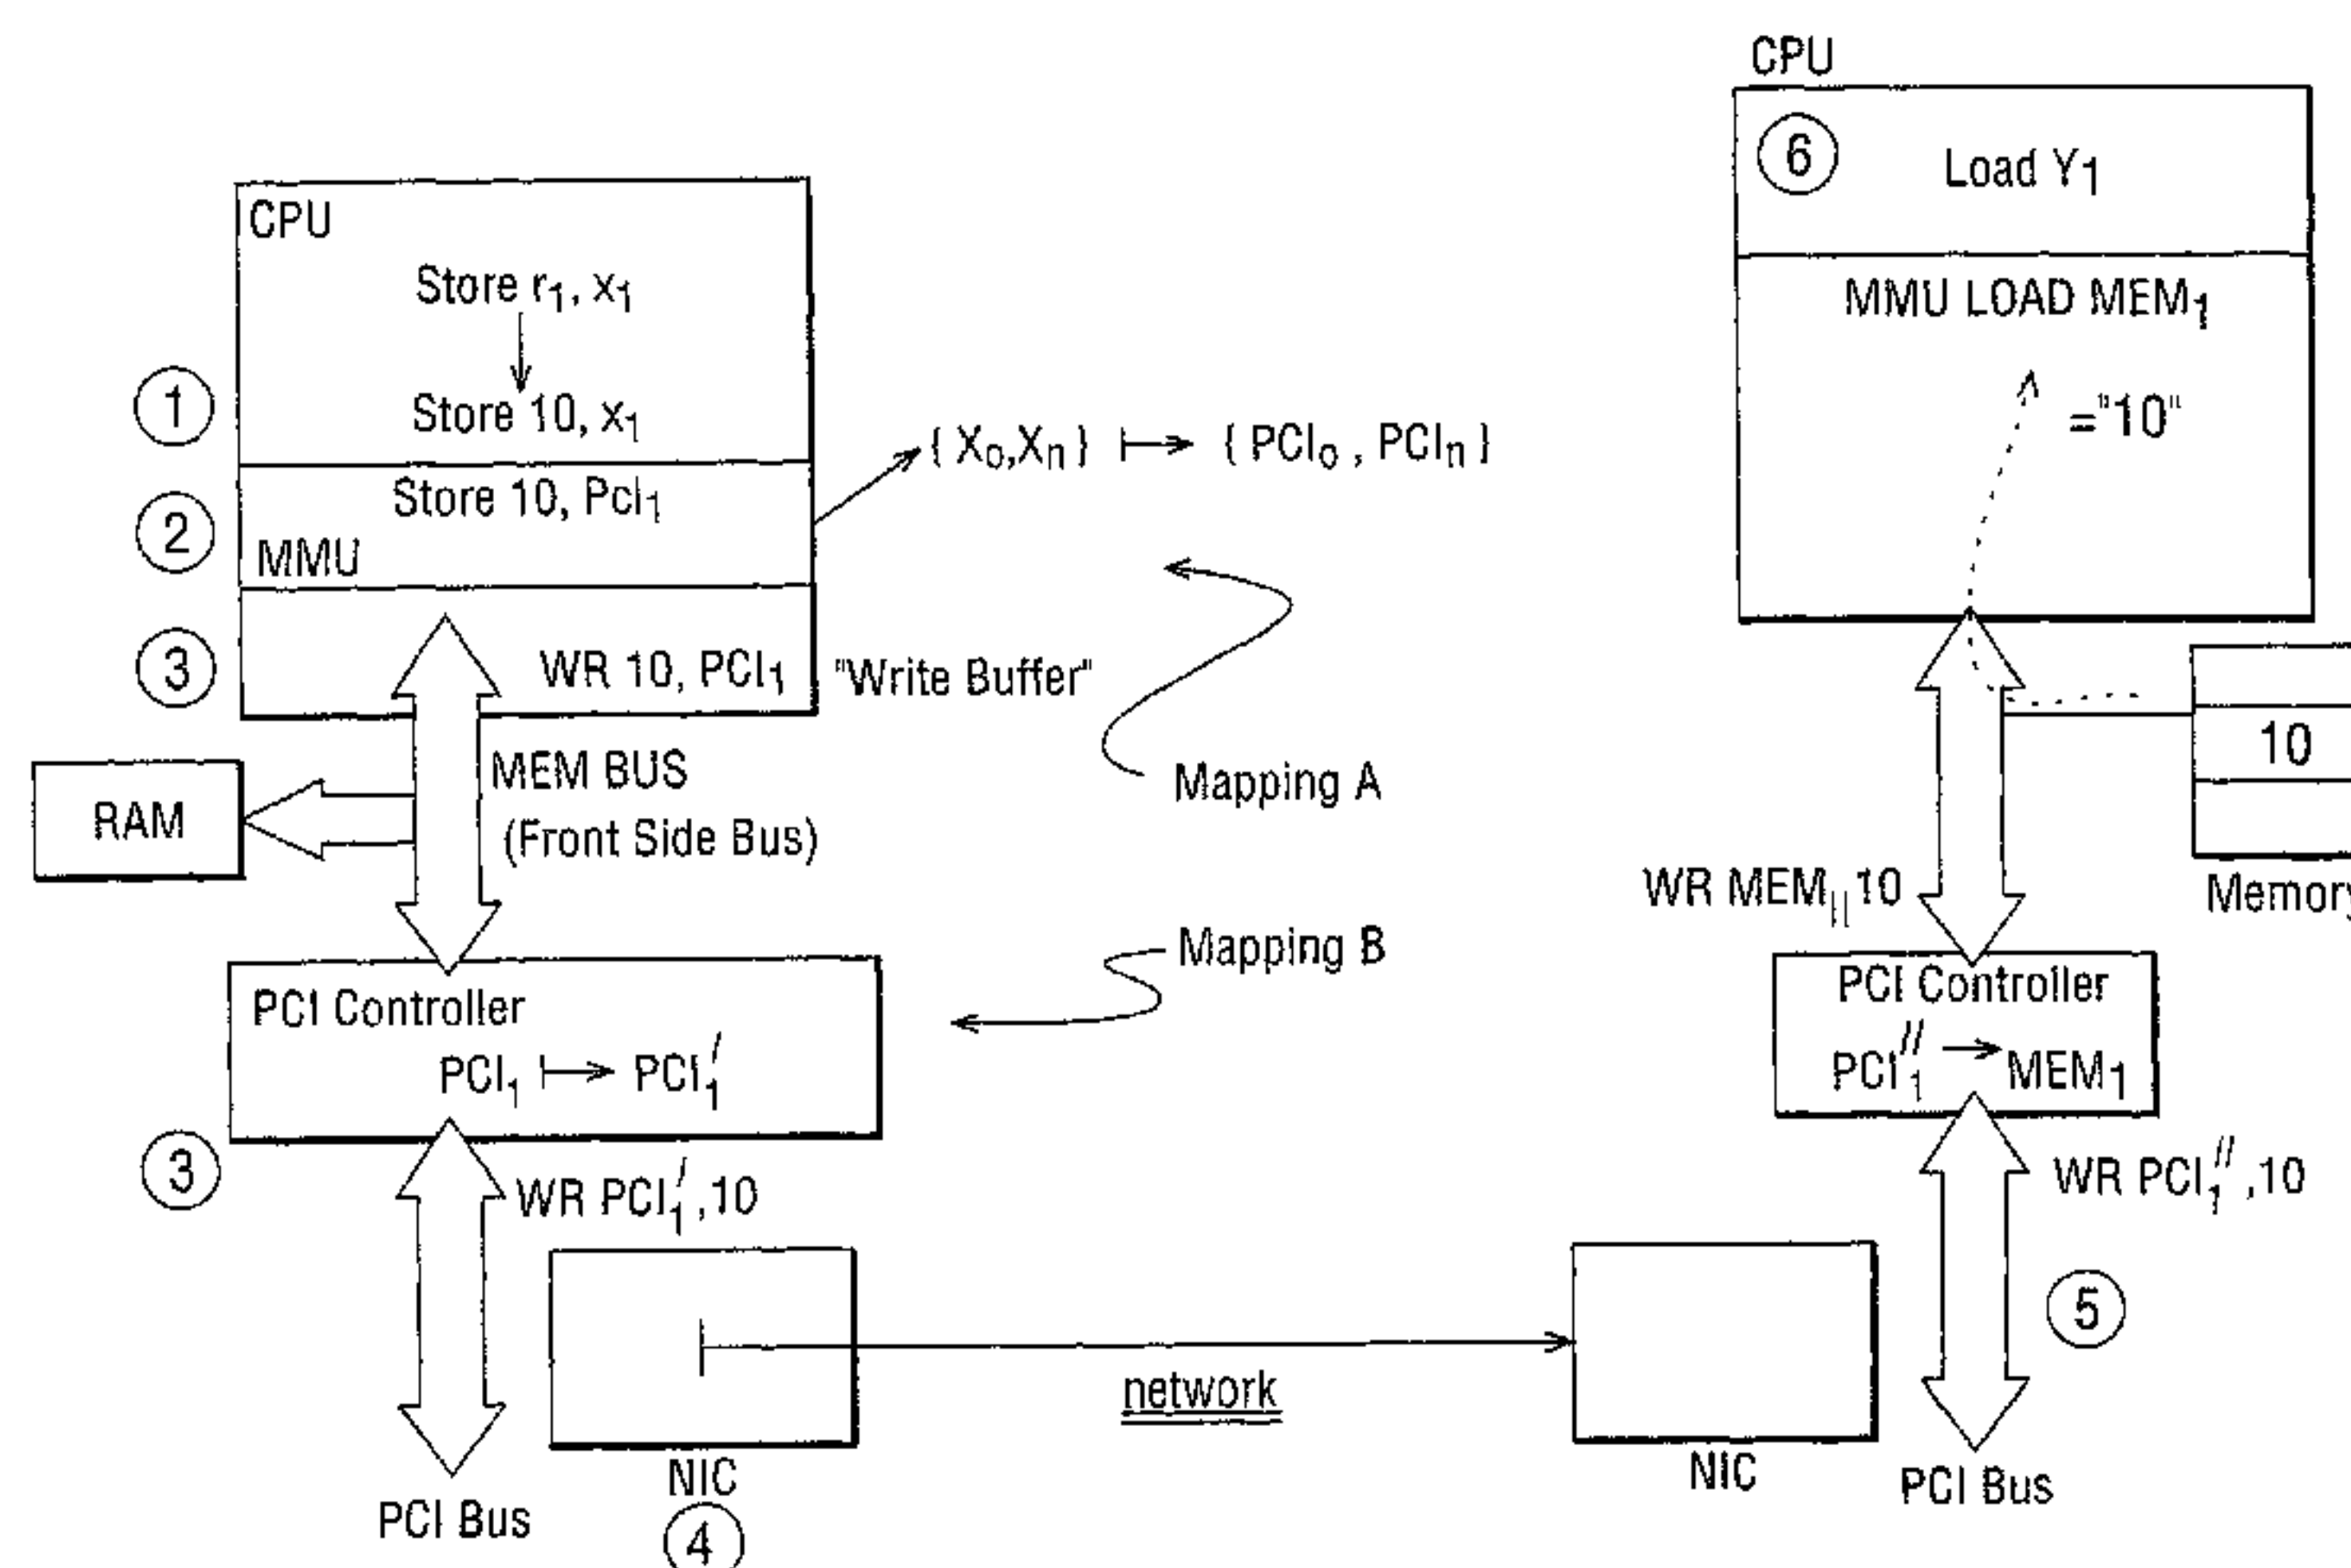 CPU
Store r₁, x₁
① Store 10, x₁
② Store 10, PcI₁
MMU
③ WR 10, PCI₁ "Write Buffer"
{ X₀,Xₙ } ↦ { PCI₀ , PCIₙ }
Mapping A
RAM
MEM BUS
(Front Side Bus)
Mapping B
PCI Controller
PCI₁ ↦ PCI₁′
③
WR PCI₁′,10
PCI Bus
NIC
④
network
NIC
CPU
⑥ Load Y₁
MMU LOAD MEM₁
="10"
10
Memory
WR MEM|| 10
PCI Controller
PCI₁′′ → MEM₁
WR PCI₁′′,10
⑤
PCI Bus